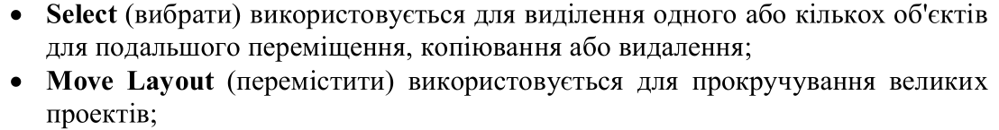 • Select (вибрати) використовується для виділення одного або кількох об'єктів
для подальшого переміщення, копіювання або видалення;
• Move Layout (перемістити) використовується для прокручування великих
проектів;